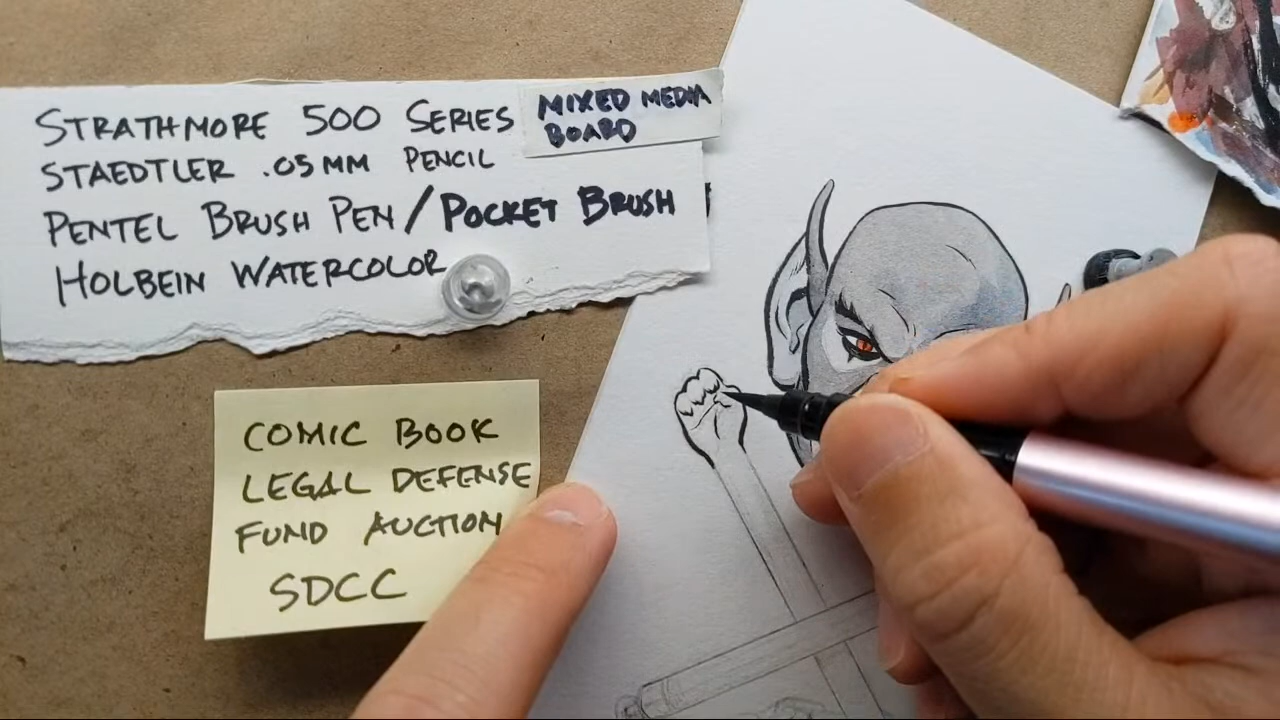 STRATHMORE 500 SERIES MIXED MEDIA
BOARD
STAEDTLER .05MM PENCIL
PENTEL BRUSH PEN/POCKET BRUSH
HOLBEIN WATERCOLOR
COMIC BOOK
LEGAL DEFENSE
FUND AUCTION
SDCC